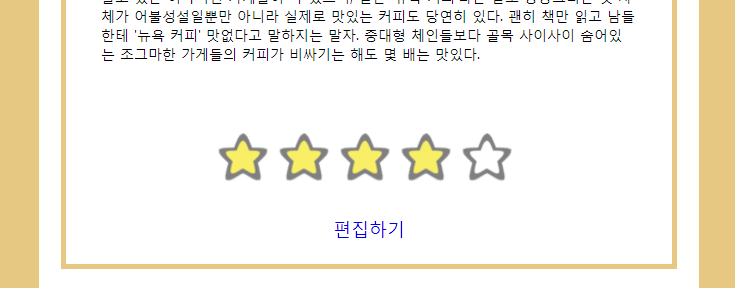 체가 어불성설일뿐만 아니라 실제로 맛있는 커피도 당연히 있다. 괜히 책만 읽고 남들
한테 '뉴욕 커피' 맛없다고 말하지는 말자. 중대형 체인들보다 골목 사이사이 숨어있
는 조그마한 가게들의 커피가 비싸기는 해도 몇 배는 맛있다.
편집하기